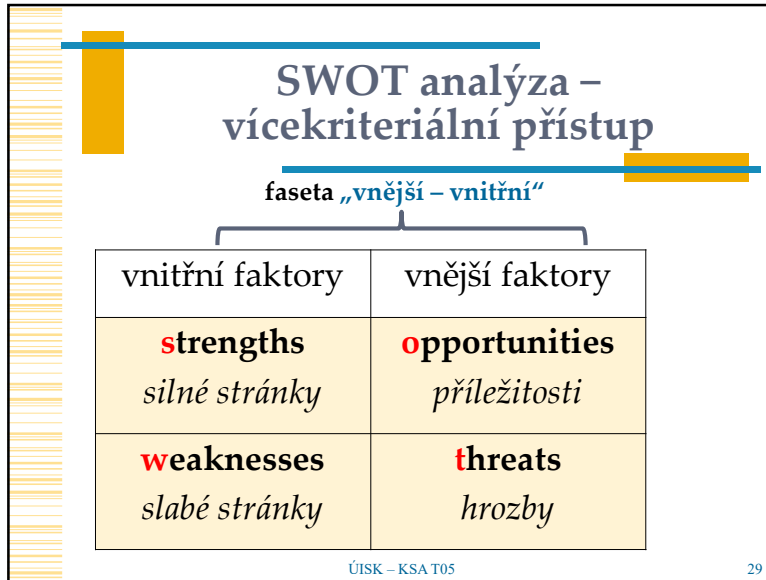 SWOT analýza –
vícekriteriální přístup
faseta „vnější – vnitřní“
vnitřní faktory
vnější faktory
strengths
silné stránky
opportunities
příležitosti
weaknesses
slabé stránky
threats
hrozby
ÚISK – KSA T05
29